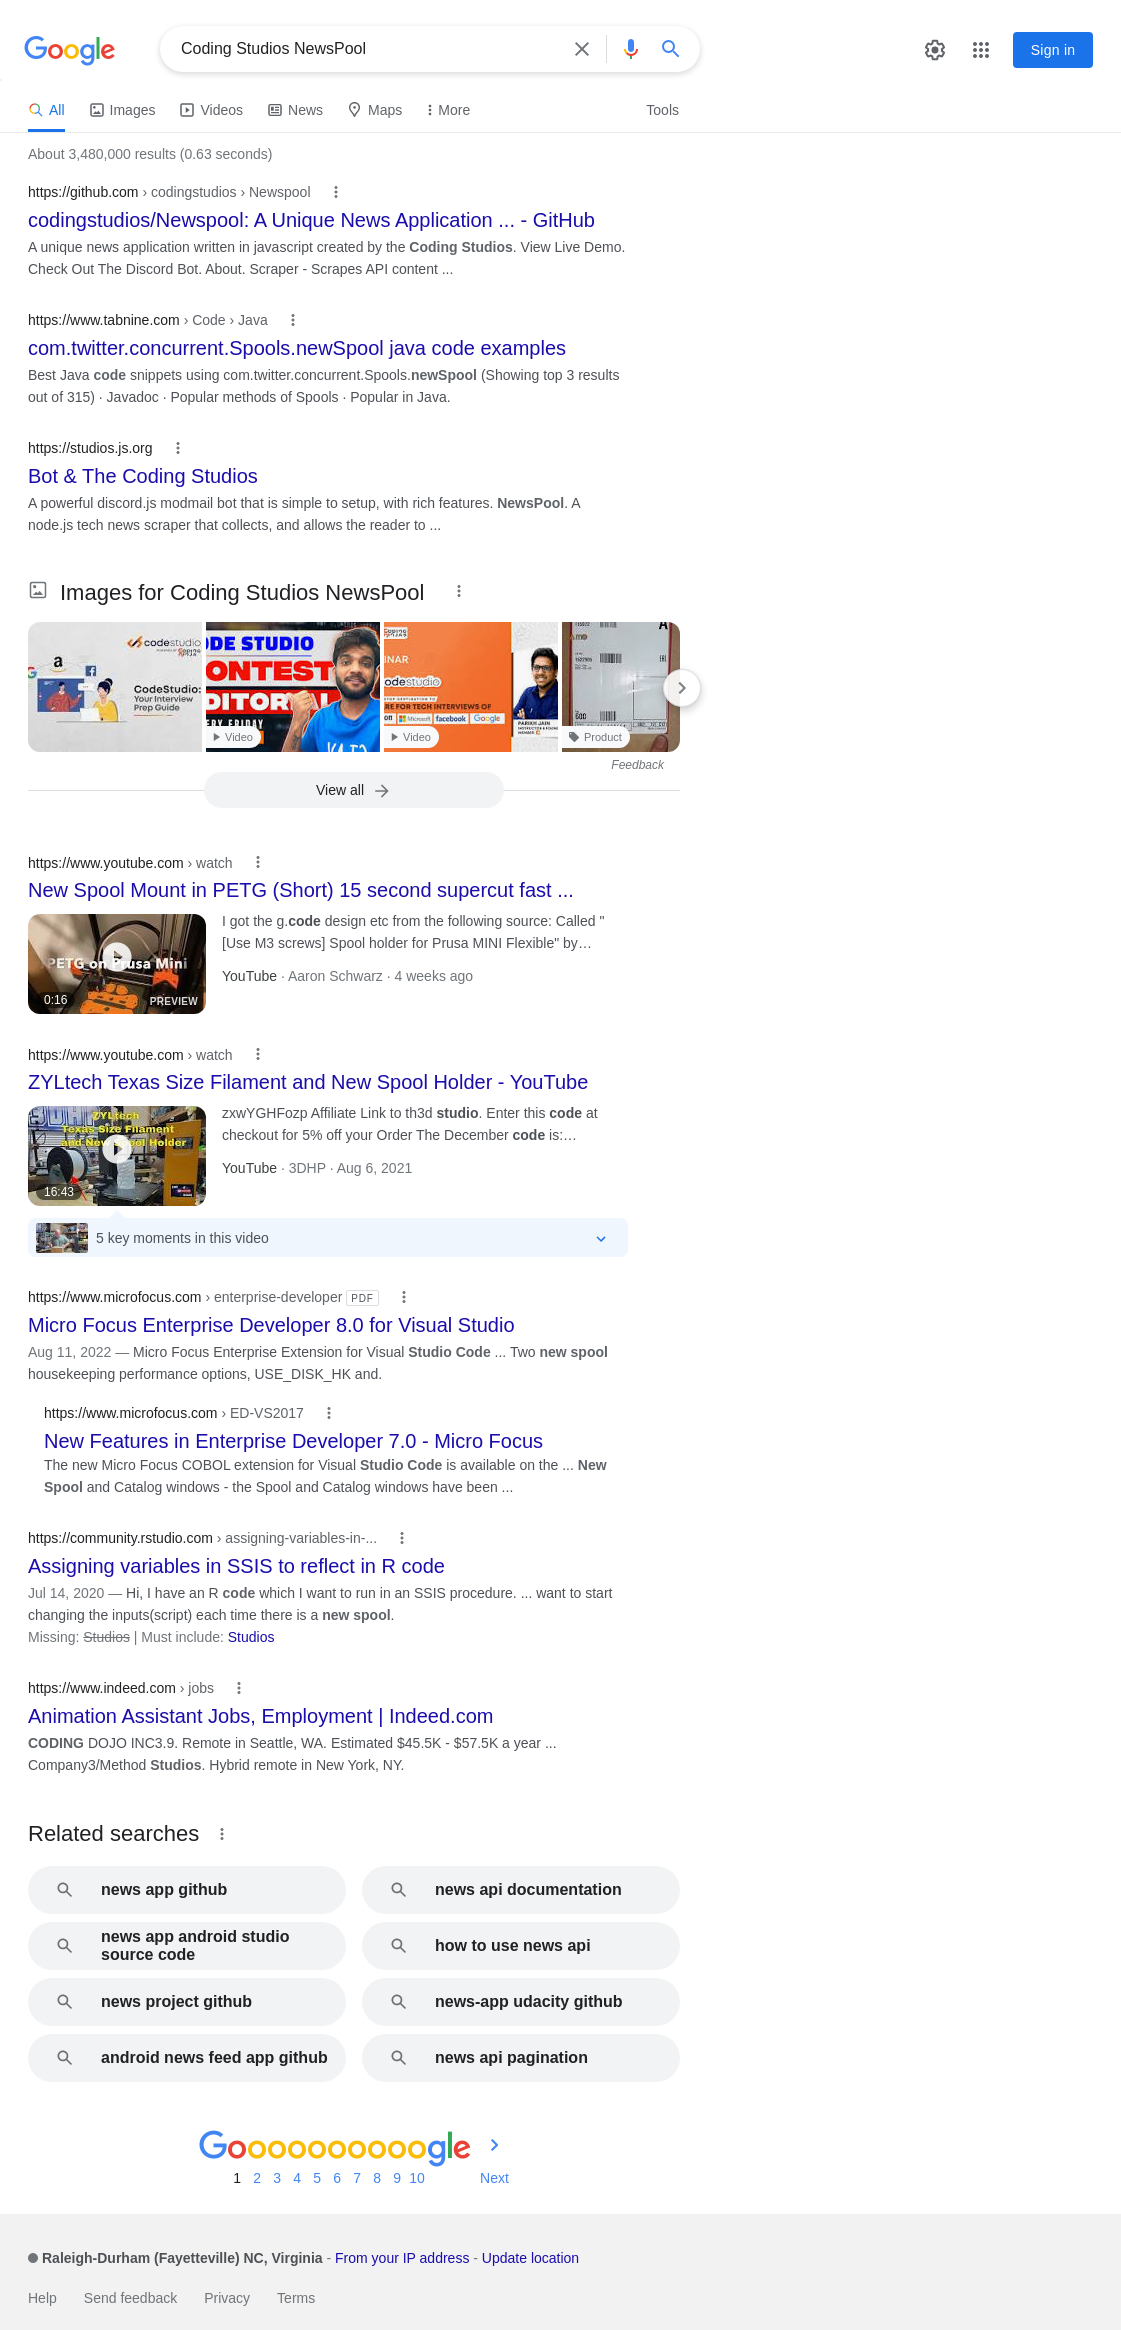 Google
Coding Studios NewsPool
Sign in
All
Images
Videos
News
Maps
More
Tools
About 3,480,000 results (0.63 seconds)
https://github.com › codingstudios › Newspool
codingstudios/Newspool: A Unique News Application ... - GitHub
A unique news application written in javascript created by the Coding Studios. View Live Demo.
Check Out The Discord Bot. About. Scraper - Scrapes API content ...
https://www.tabnine.com › Code › Java
com.twitter.concurrent.Spools.newSpool java code examples
Best Java code snippets using com.twitter.concurrent.Spools.newSpool (Showing top 3 results
out of 315) · Javadoc · Popular methods of Spools · Popular in Java.
https://studios.js.org
Bot & The Coding Studios
A powerful discord.js modmail bot that is simple to setup, with rich features. NewsPool. A
node.js tech news scraper that collects, and allows the reader to ...
Images for Coding Studios NewsPool
codestudio
CodeStudio:
Your Interview
Prep Guide
ODE STUDIO
ONTEST
DITORIAL
RY FRIDAY
Video
INAR
odestudio
RE FOR TECH INTERVIEWS OF
Microsoft
facebook
Google
PARIKH JAIN
Video
Product
Feedback
View all
https://www.youtube.com › watch
New Spool Mount in PETG (Short) 15 second supercut fast ...
PETG on Prusa Mini
0:16
PREVIEW
I got the g.code design etc from the following source: Called "
[Use M3 screws] Spool holder for Prusa MINI Flexible" by…
YouTube · Aaron Schwarz · 4 weeks ago
https://www.youtube.com › watch
ZYLtech Texas Size Filament and New Spool Holder - YouTube
ZYLtech
Texas Size Filament
and New Spool Holder
16:43
zxwYGHFozp Affiliate Link to th3d studio. Enter this code at
checkout for 5% off your Order The December code is:…
YouTube · 3DHP · Aug 6, 2021
5 key moments in this video
https://www.microfocus.com › enterprise-developer PDF
Micro Focus Enterprise Developer 8.0 for Visual Studio
Aug 11, 2022 — Micro Focus Enterprise Extension for Visual Studio Code ... Two new spool
housekeeping performance options, USE_DISK_HK and.
https://www.microfocus.com › ED-VS2017
New Features in Enterprise Developer 7.0 - Micro Focus
The new Micro Focus COBOL extension for Visual Studio Code is available on the ... New
Spool and Catalog windows - the Spool and Catalog windows have been ...
https://community.rstudio.com › assigning-variables-in-...
Assigning variables in SSIS to reflect in R code
Jul 14, 2020 — Hi, I have an R code which I want to run in an SSIS procedure. ... want to start
changing the inputs(script) each time there is a new spool.
Missing: Studios | Must include: Studios
https://www.indeed.com › jobs
Animation Assistant Jobs, Employment | Indeed.com
CODING DOJO INC3.9. Remote in Seattle, WA. Estimated $45.5K - $57.5K a year ...
Company3/Method Studios. Hybrid remote in New York, NY.
Related searches
news app github
news api documentation
news app android studio
source code
how to use news api
news project github
news-app udacity github
android news feed app github
news api pagination
Goooooooooogle
1 2 3 4 5 6 7 8 9 10 Next
Raleigh-Durham (Fayetteville) NC, Virginia - From your IP address - Update location
Help Send feedback Privacy Terms